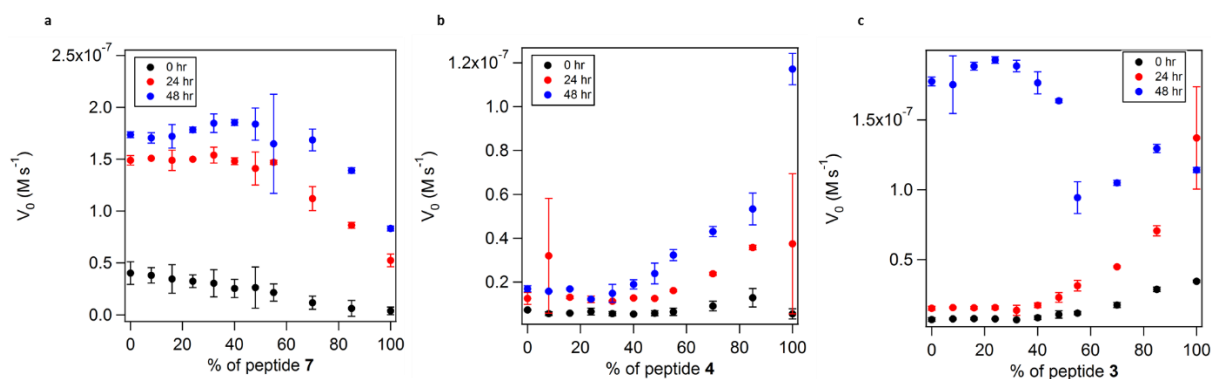 a
2.5x10⁻⁷
2.0
1.5
1.0
0.5
0.0
V₀ (M s⁻¹)
0 hr
24 hr
48 hr
0 20 40 60 80 100
% of peptide 7
b
1.2x10⁻⁷
0.8
0.6
0.4
0.2
V₀ (M s⁻¹)
0 hr
24 hr
48 hr
0 20 40 60 80 100
% of peptide 4
c
1.5x10⁻⁷
1.0
0.5
V₀ (M s⁻¹)
0 hr
24 hr
48 hr
0 20 40 60 80 100
% of peptide 3